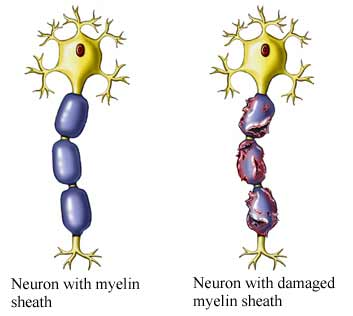 Neuron with myelin
sheath
Neuron with damaged
myelin sheath